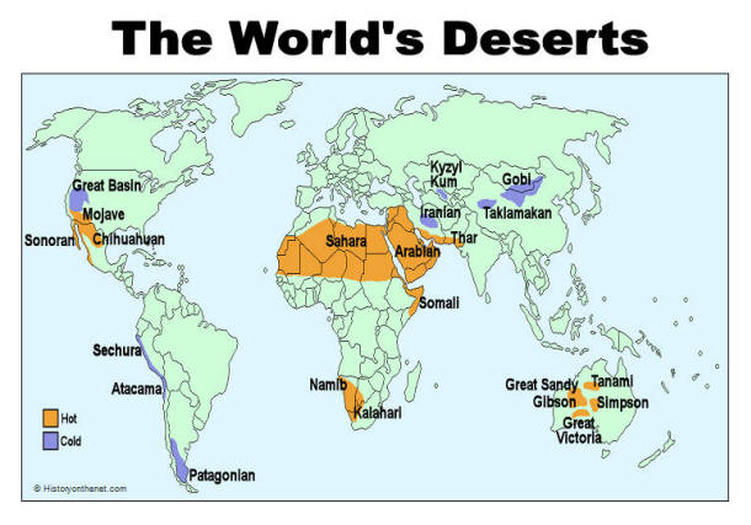 The World's Deserts
Great Basin
Mojave
Sonoran
Chihuahuan
Kyzyl
Kum
Gobi
Iranian
Taklamakan
Sahara
Arabian
Thar
Somali
Sechura
Atacama
Namib
Kalahari
Great Sandy
Tanami
Gibson
Simpson
Great
Victoria
Hot
Cold
Patagonian
© Historyonthenet.com